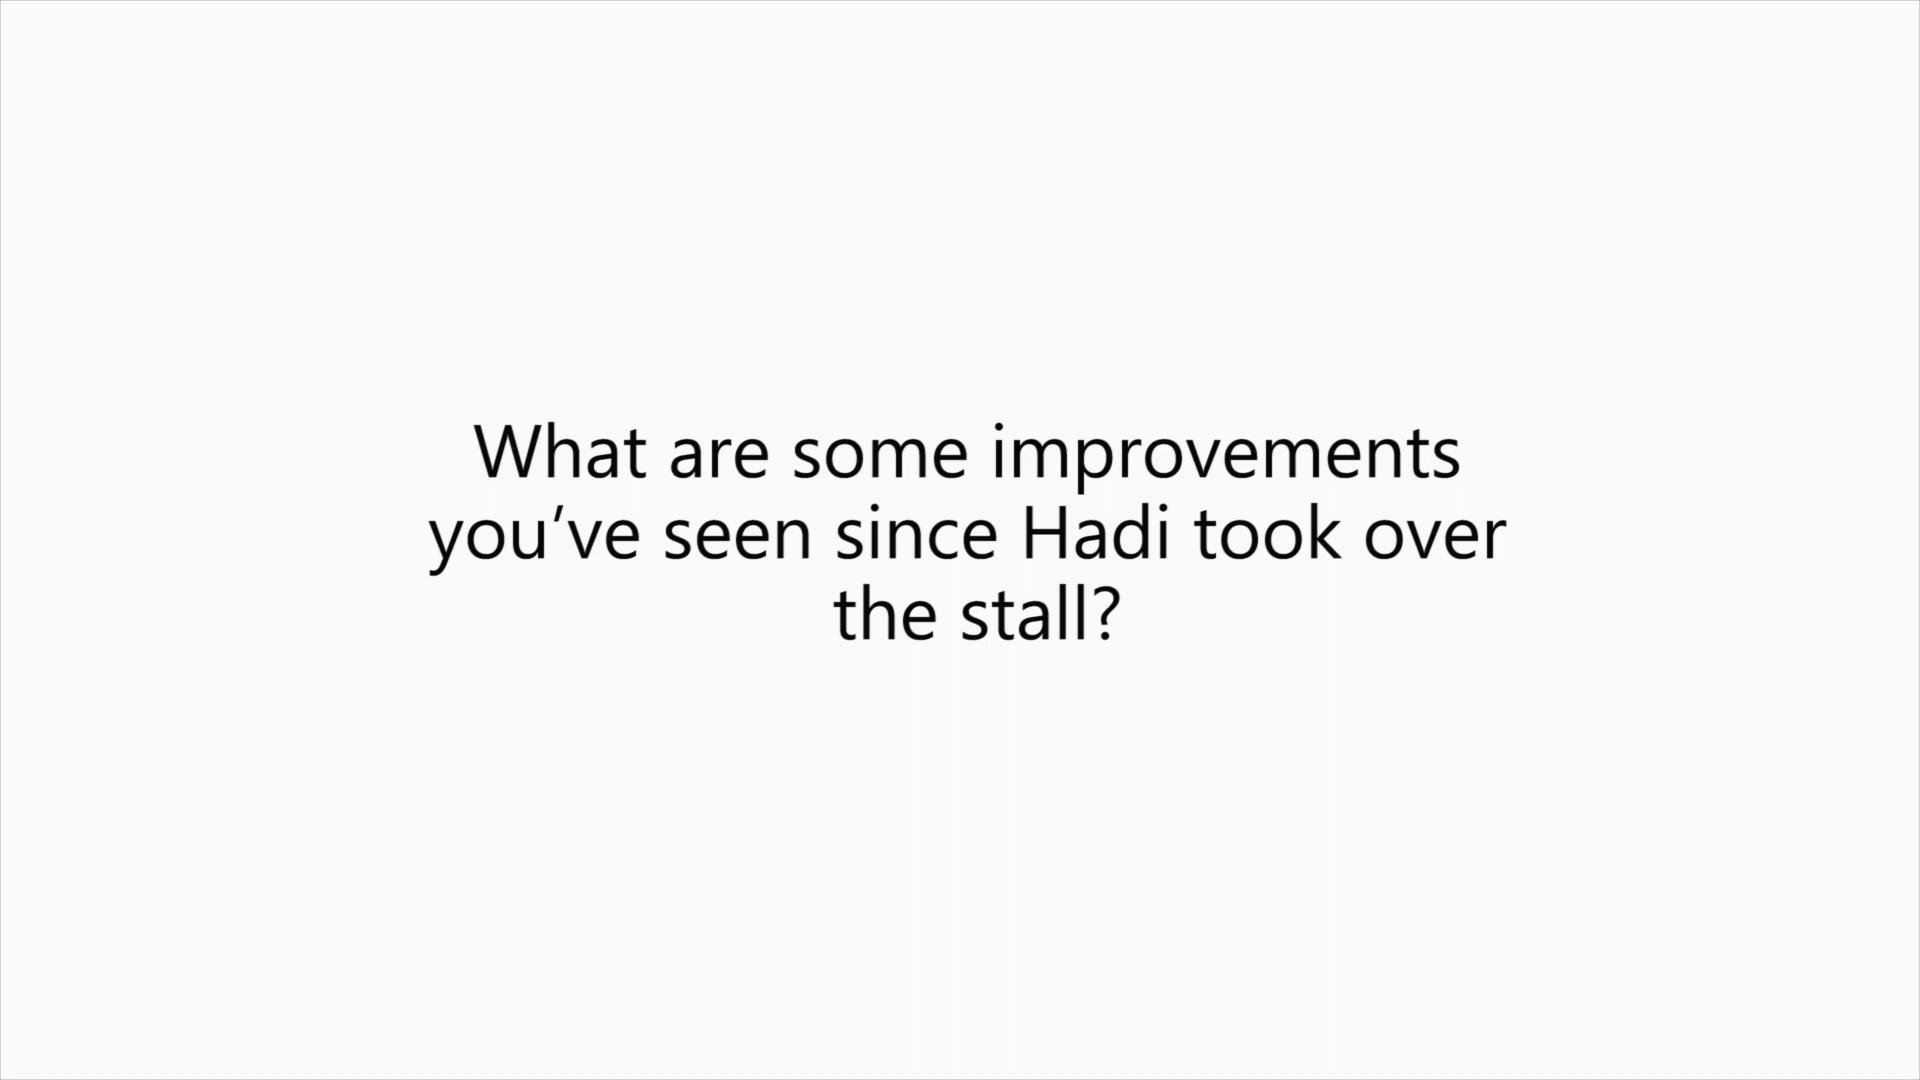 What are some improvements
you’ve seen since Hadi took over
the stall?